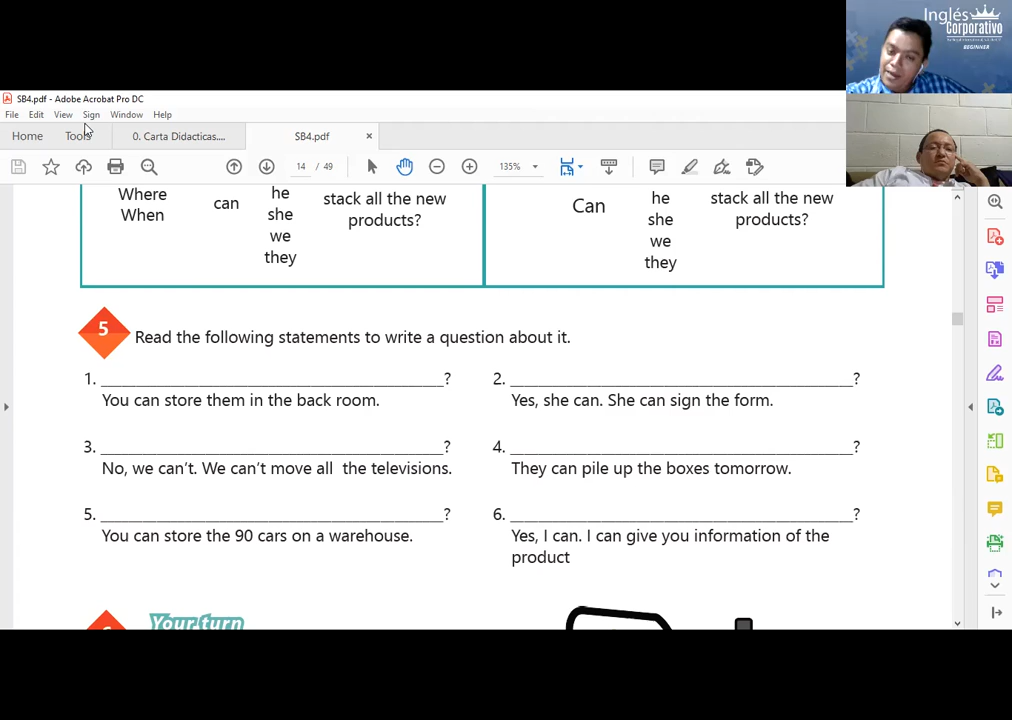 Inglés
Corporativo
BEGINNER
SB4.pdf - Adobe Acrobat Pro DC
File Edit View Sign Window Help
Home Tools 0. Carta Didacticas.... SB4.pdf ×
14 / 49 135%
Where
When
can
he
she
we
they
stack all the new
products?
Can
he
she
we
they
stack all the new
products?
5 Read the following statements to write a question about it.
1. ______________________________________?
You can store them in the back room.
2. ______________________________________?
Yes, she can. She can sign the form.
3. ______________________________________?
No, we can't. We can't move all the televisions.
4. ______________________________________?
They can pile up the boxes tomorrow.
5. ______________________________________?
You can store the 90 cars on a warehouse.
6. ______________________________________?
Yes, I can. I can give you information of the
product
Your turn